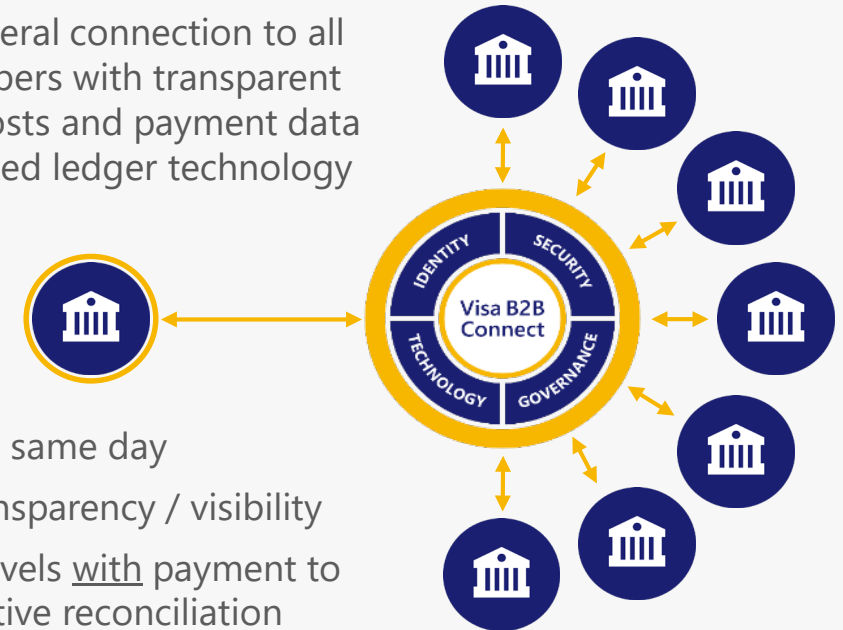 eral connection to all
bers with transparent
osts and payment data
ed ledger technology
IDENTITY
SECURITY
Visa B2B
Connect
TECHNOLOGY
GOVERNANCE
same day
nsparency / visibility
vels with payment to
tive reconciliation